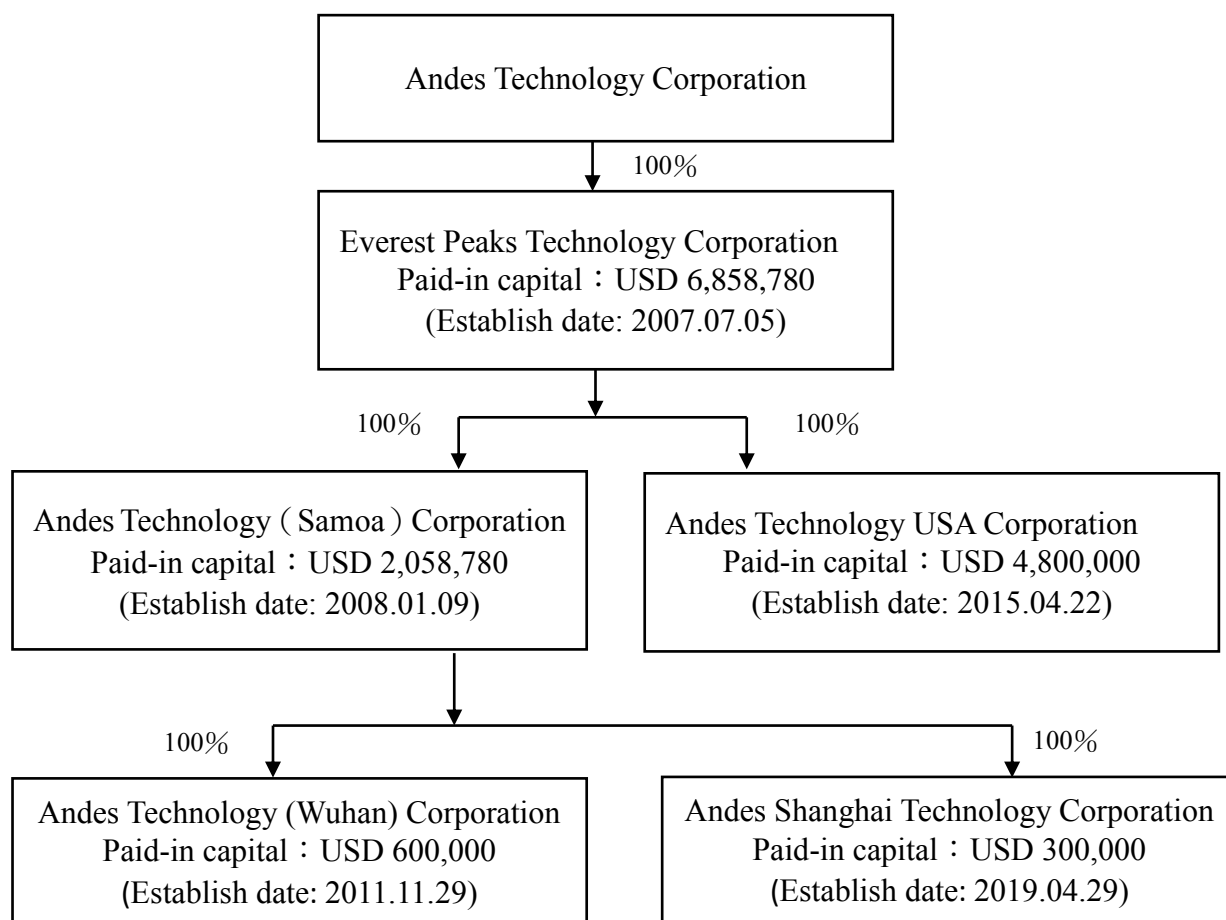 Andes Technology Corporation
100%
Everest Peaks Technology Corporation
Paid-in capital：USD 6,858,780
(Establish date: 2007.07.05)
100%
100%
Andes Technology（Samoa）Corporation
Paid-in capital：USD 2,058,780
(Establish date: 2008.01.09)
Andes Technology USA Corporation
Paid-in capital：USD 4,800,000
(Establish date: 2015.04.22)
100%
100%
Andes Technology (Wuhan) Corporation
Paid-in capital：USD 600,000
(Establish date: 2011.11.29)
Andes Shanghai Technology Corporation
Paid-in capital：USD 300,000
(Establish date: 2019.04.29)